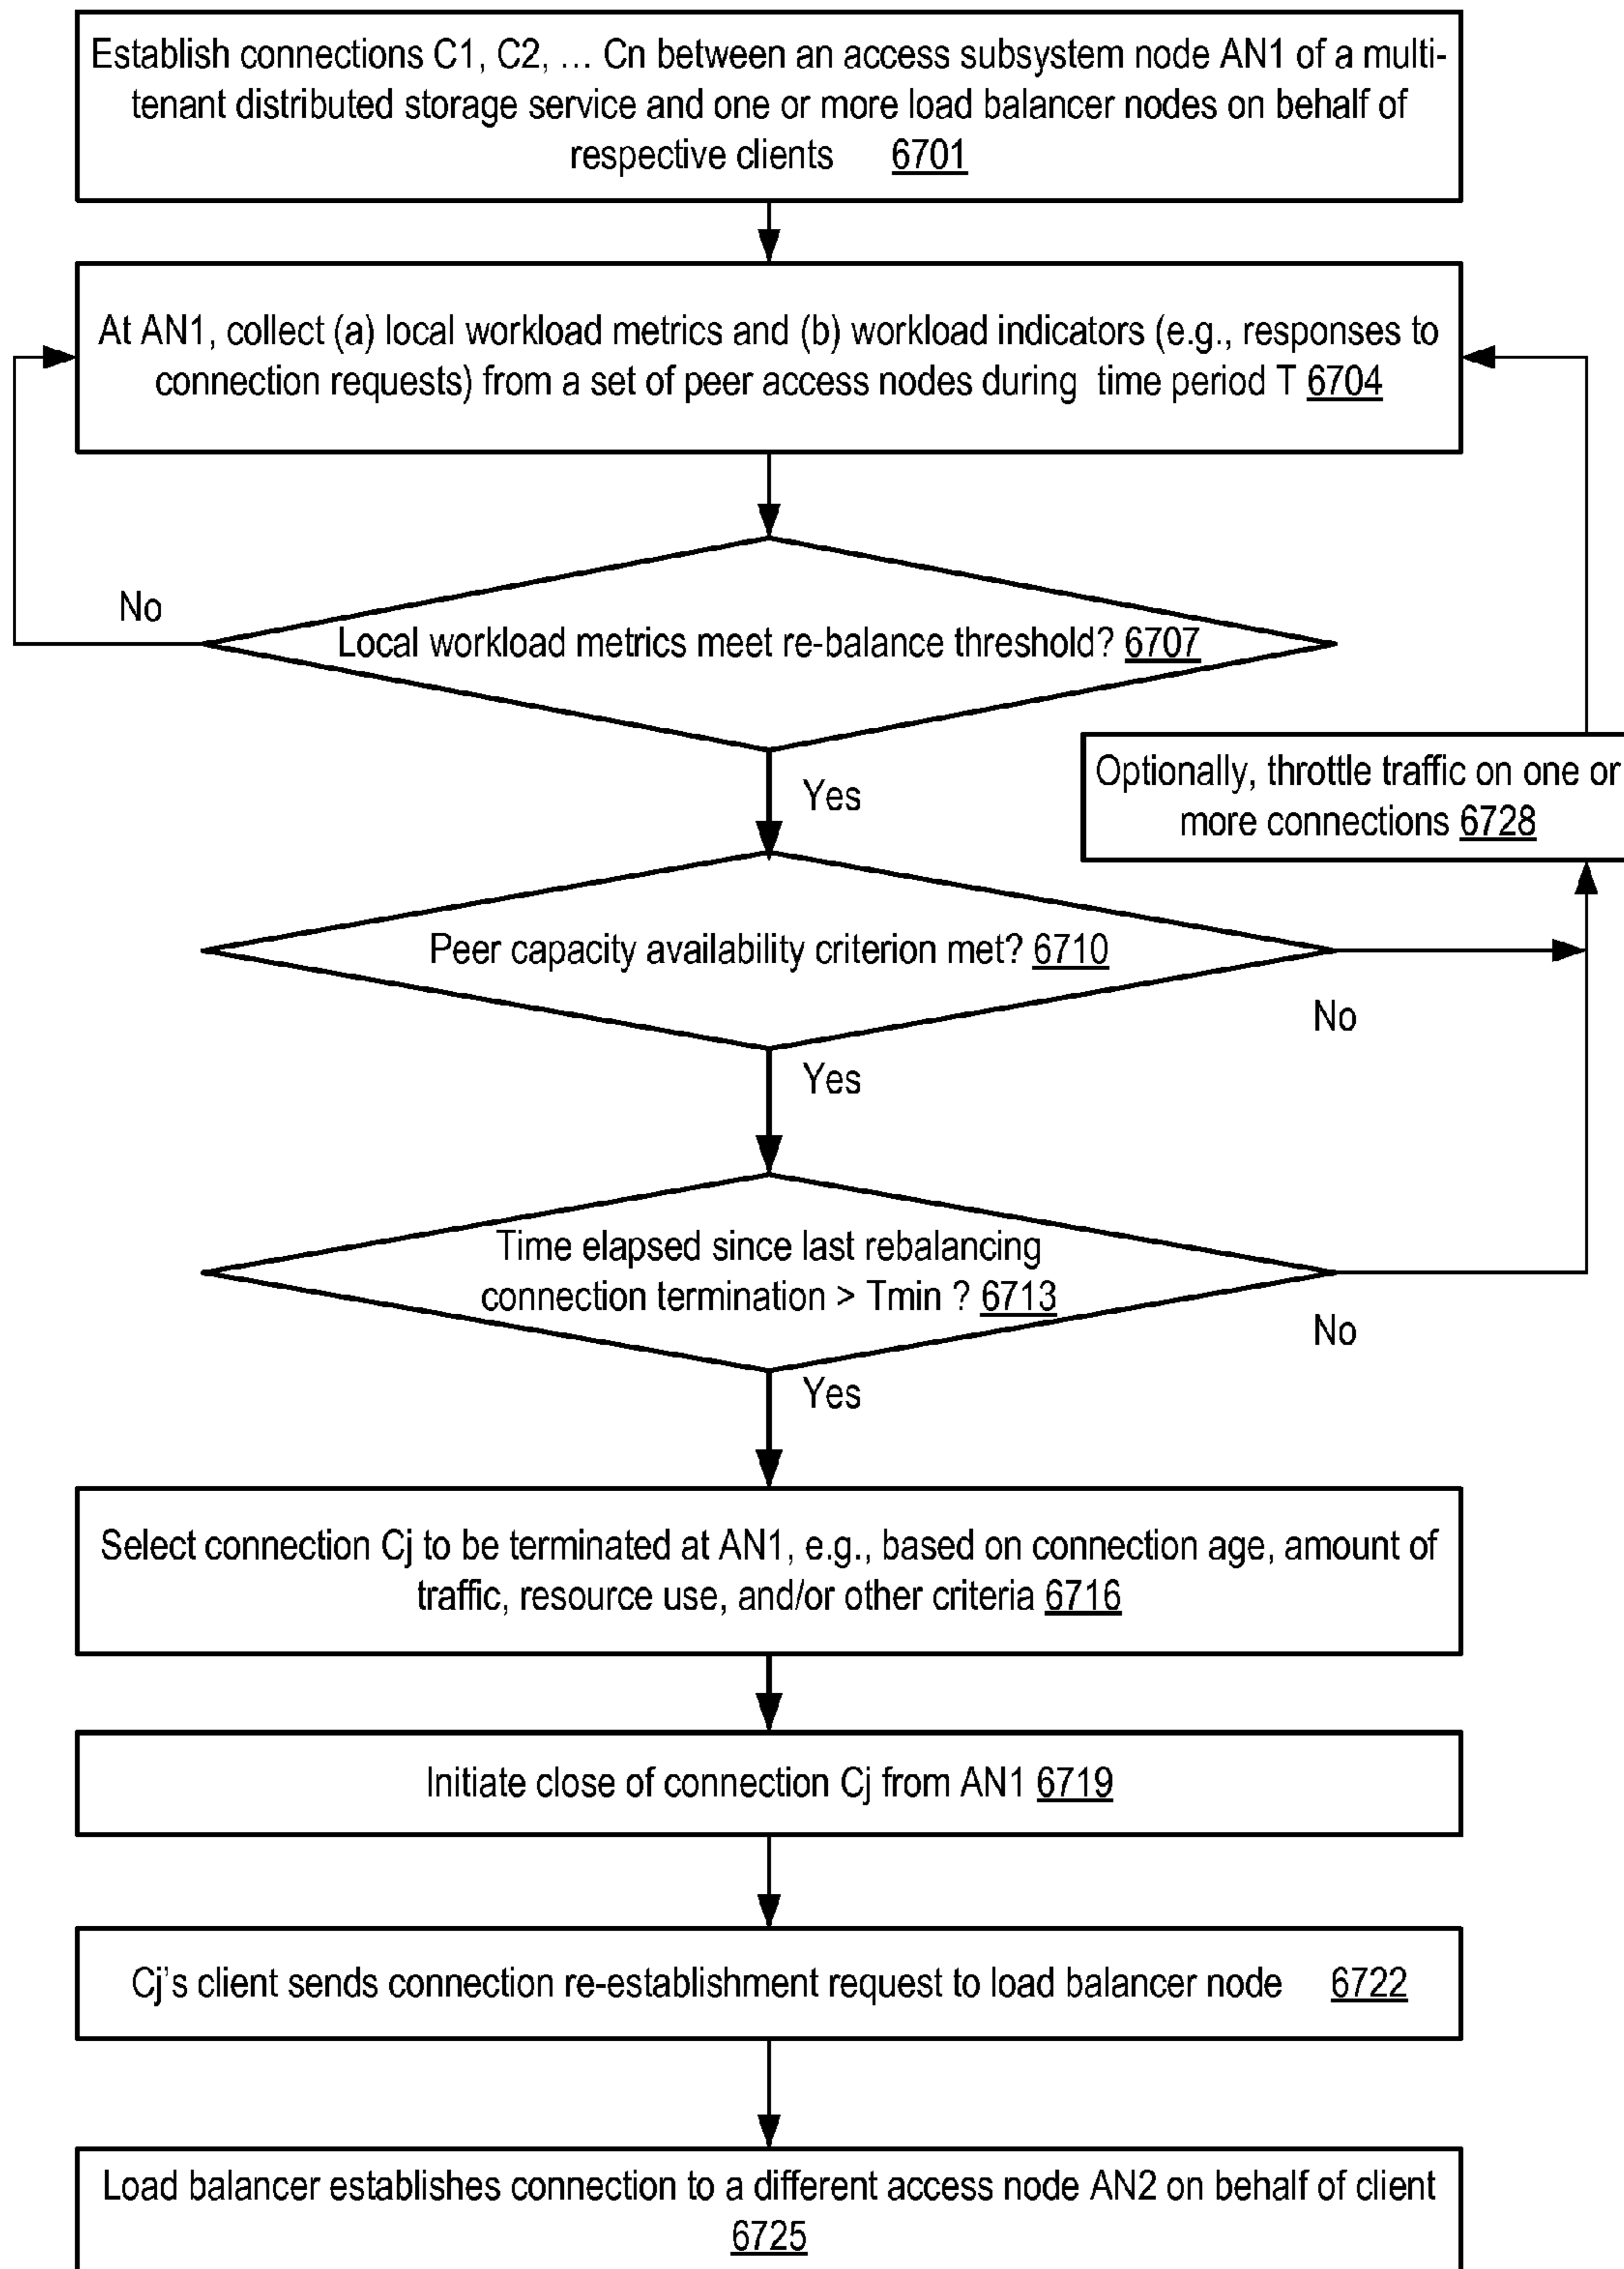 Establish connections C1, C2, … Cn between an access subsystem node AN1 of a multi-
tenant distributed storage service and one or more load balancer nodes on behalf of
respective clients 6701
At AN1, collect (a) local workload metrics and (b) workload indicators (e.g., responses to
connection requests) from a set of peer access nodes during time period T 6704
No
Local workload metrics meet re-balance threshold? 6707
Yes
Optionally, throttle traffic on one or
more connections 6728
Peer capacity availability criterion met? 6710
No
Yes
Time elapsed since last rebalancing
connection termination > Tmin ? 6713
No
Yes
Select connection Cj to be terminated at AN1, e.g., based on connection age, amount of
traffic, resource use, and/or other criteria 6716
Initiate close of connection Cj from AN1 6719
Cj’s client sends connection re-establishment request to load balancer node 6722
Load balancer establishes connection to a different access node AN2 on behalf of client
6725